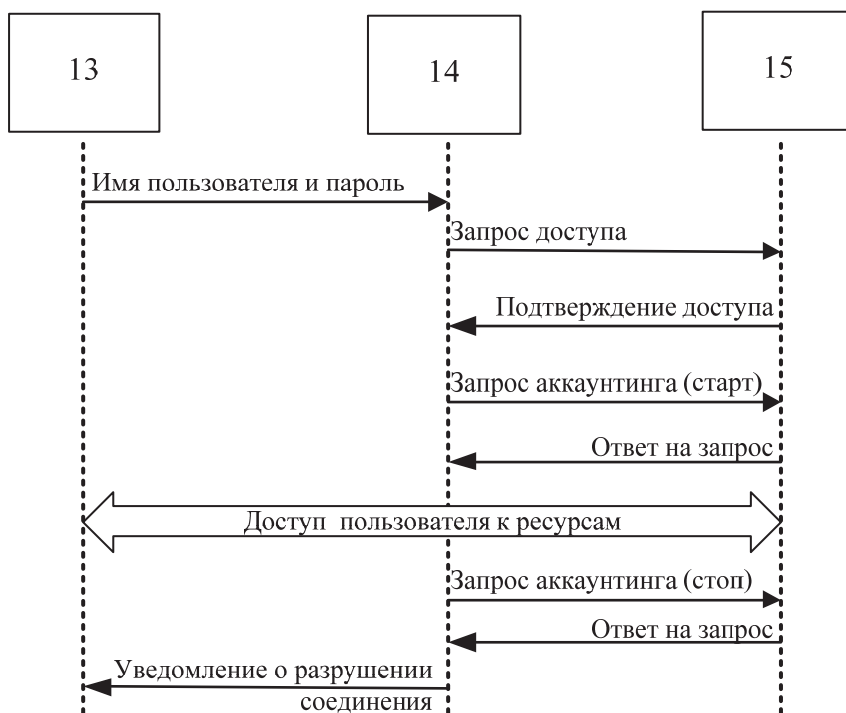 13
14
15
Имя пользователя и пароль
Запрос доступа
Подтверждение доступа
Запрос аккаунтинга (старт)
Ответ на запрос
Доступ пользователя к ресурсам
Запрос аккаунтинга (стоп)
Ответ на запрос
Уведомление о разрушении
соединения